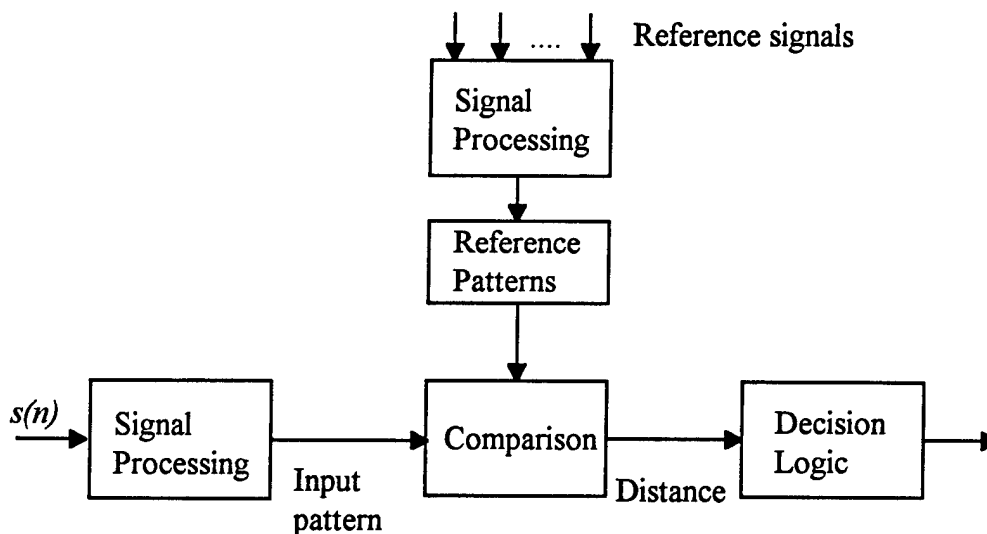 .... Reference signals
Signal
Processing
Reference
Patterns
s(n)
Signal
Processing
Input
pattern
Comparison
Distance
Decision
Logic